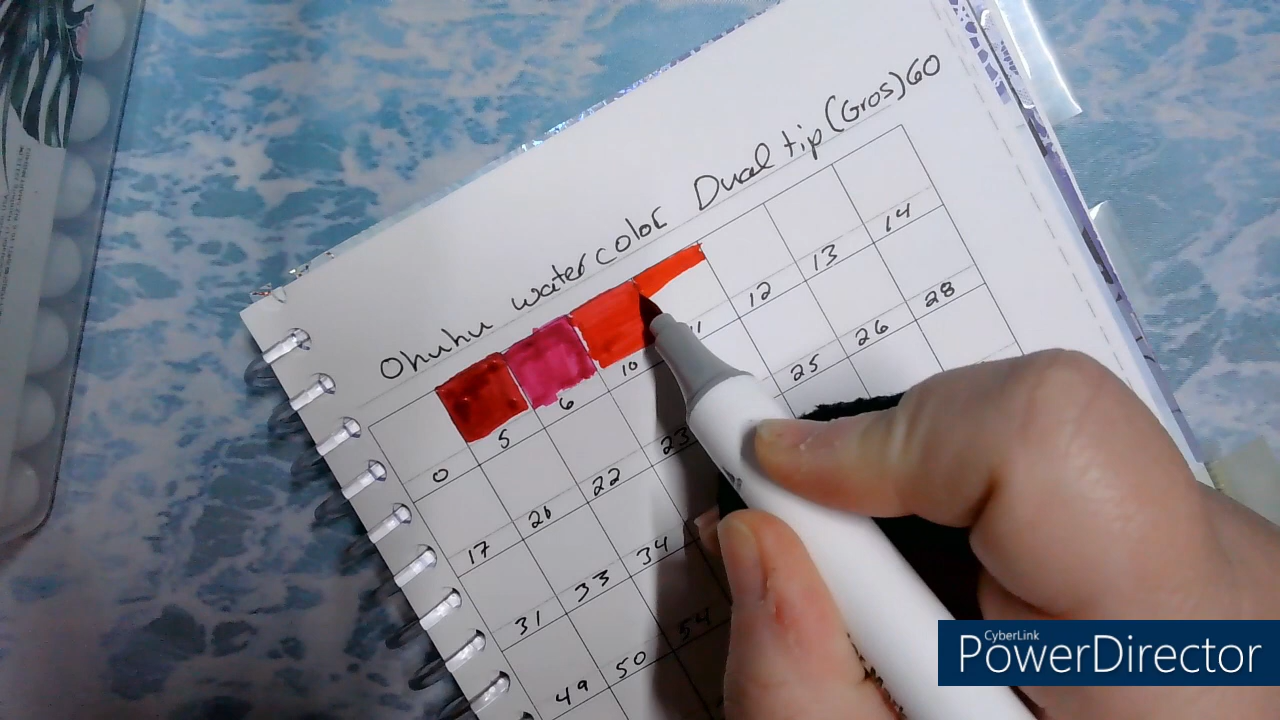 Ohuhu watercolor Dual tip (Gros) 60
0 5 6 10 11 12 13 14
17 26 22 23 25 26 28
31 33 34
49 50 54
CyberLink
PowerDirector